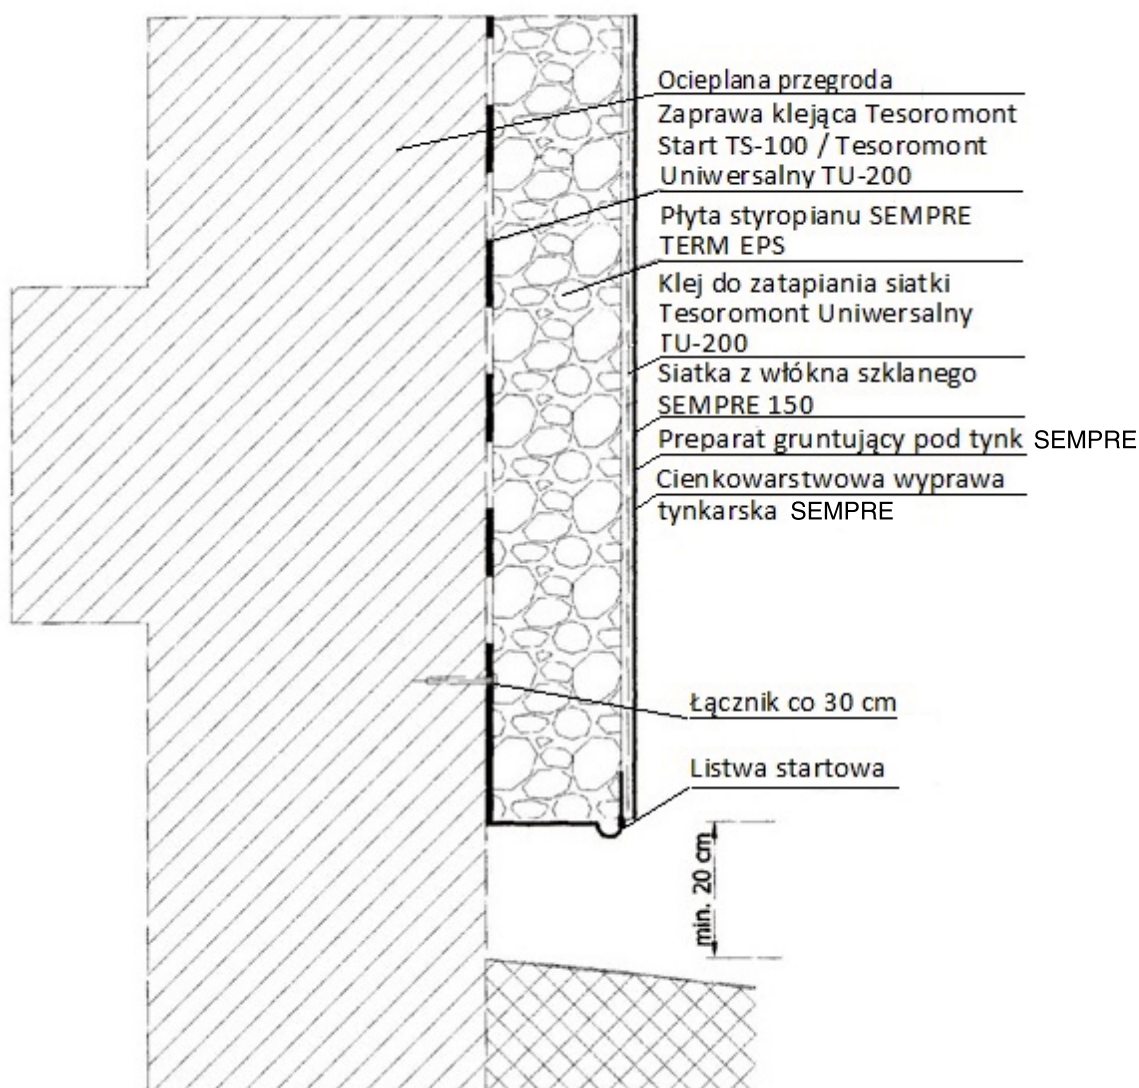 Ocieplana przegroda
Zaprawa klejąca Tesoromont
Start TS-100 / Tesoromont
Uniwersalny TU-200
Płyta styropianu SEMPRE
TERM EPS
Klej do zatapiania siatki
Tesoromont Uniwersalny
TU-200
Siatka z włókna szklanego
SEMPRE 150
Preparat gruntujący pod tynk SEMPRE
Cienkowarstwowa wyprawa
tynkarska SEMPRE
Łącznik co 30 cm
Listwa startowa
min. 20 cm